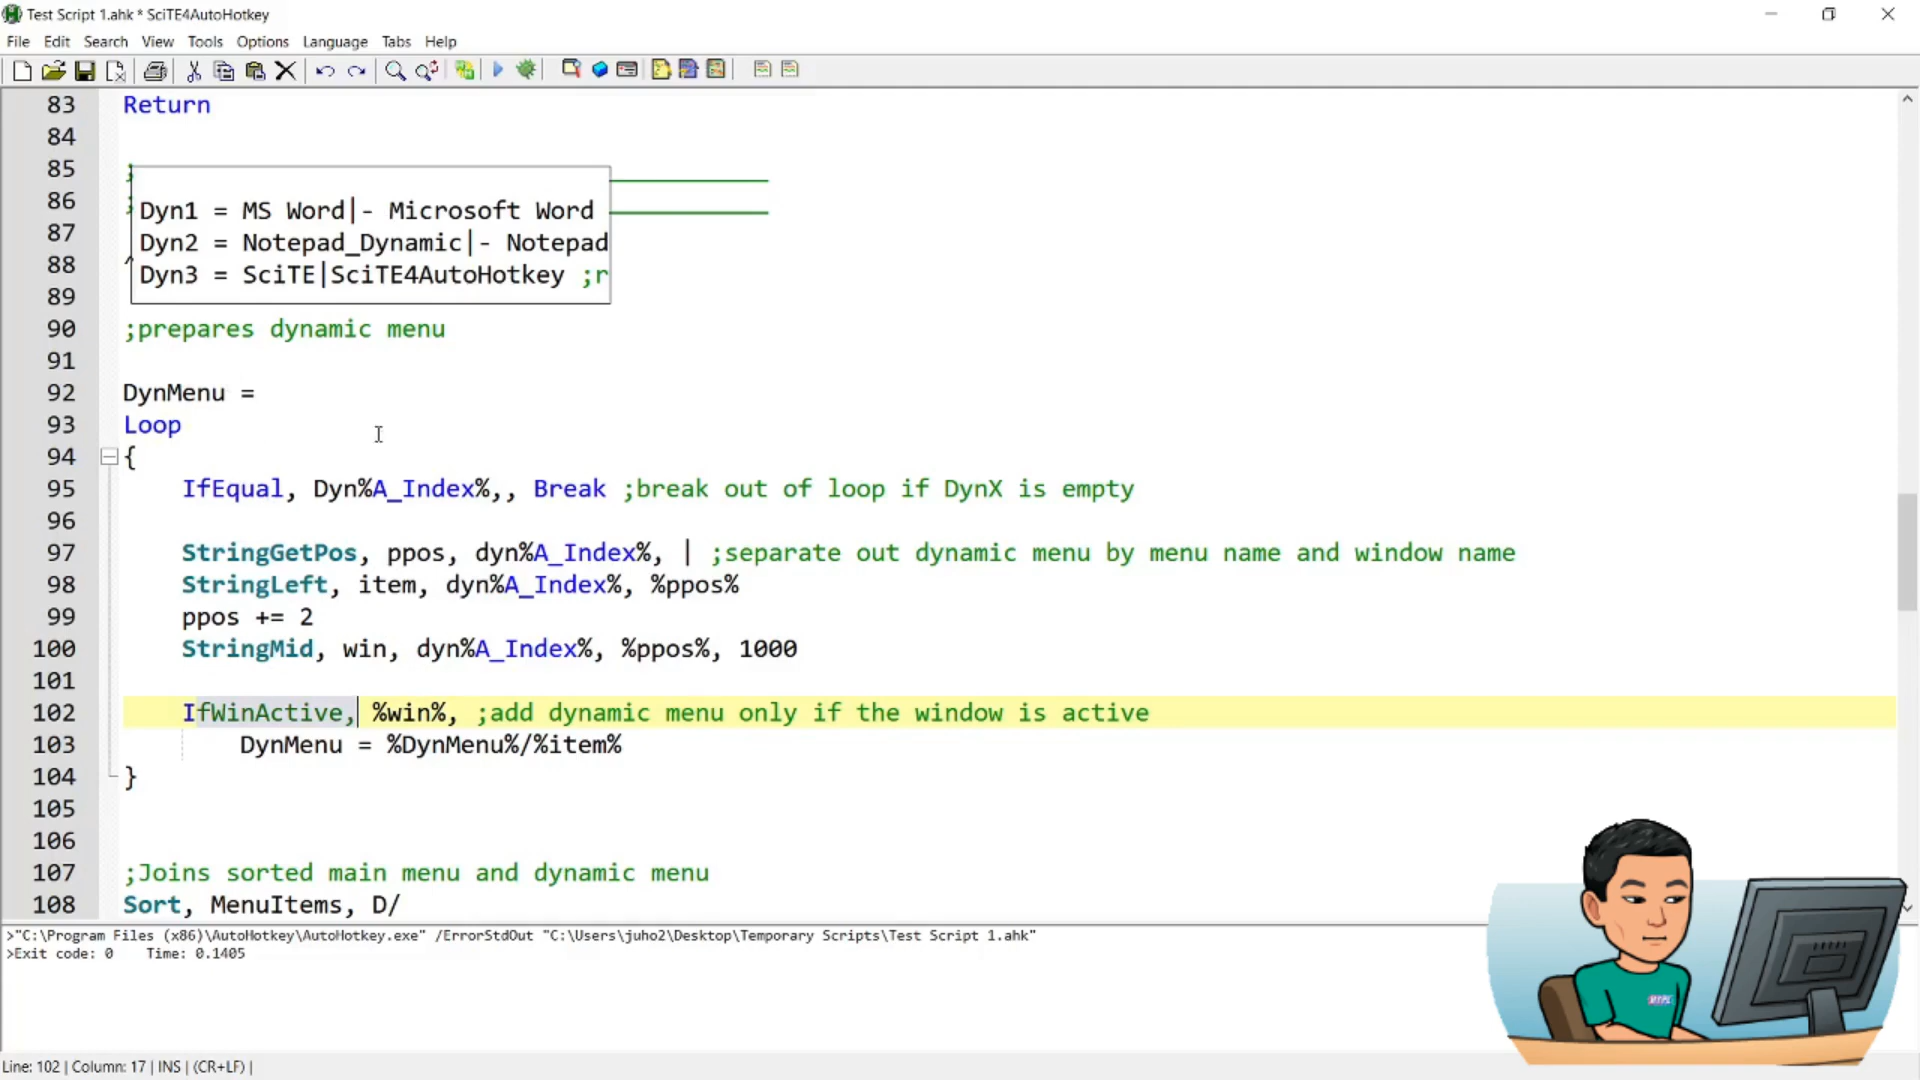 Test Script 1.ahk * SciTE4AutoHotkey
File Edit Search View Tools Options Language Tabs Help
83 Return
84
85 ;
86 ;
87
88
89
Dyn1 = MS Word|- Microsoft Word
Dyn2 = Notepad_Dynamic|- Notepad
Dyn3 = SciTE|SciTE4AutoHotkey ;r
90 ;prepares dynamic menu
91
92 DynMenu =
93 Loop
94 {
95 IfEqual, Dyn%A_Index%,, Break ;break out of loop if DynX is empty
96
97 StringGetPos, ppos, dyn%A_Index%, | ;separate out dynamic menu by menu name and window name
98 StringLeft, item, dyn%A_Index%, %ppos%
99 ppos += 2
100 StringMid, win, dyn%A_Index%, %ppos%, 1000
101
102 IfWinActive, %win%, ;add dynamic menu only if the window is active
103 DynMenu = %DynMenu%/%item%
104 }
105
106
107 ;Joins sorted main menu and dynamic menu
108 Sort, MenuItems, D/
>"C:\Program Files (x86)\AutoHotkey\AutoHotkey.exe" /ErrorStdOut "C:\Users\juho2\Desktop\Temporary Scripts\Test Script 1.ahk"
>Exit code: 0 Time: 0.1405
Line: 102 | Column: 17 | INS | (CR+LF) |